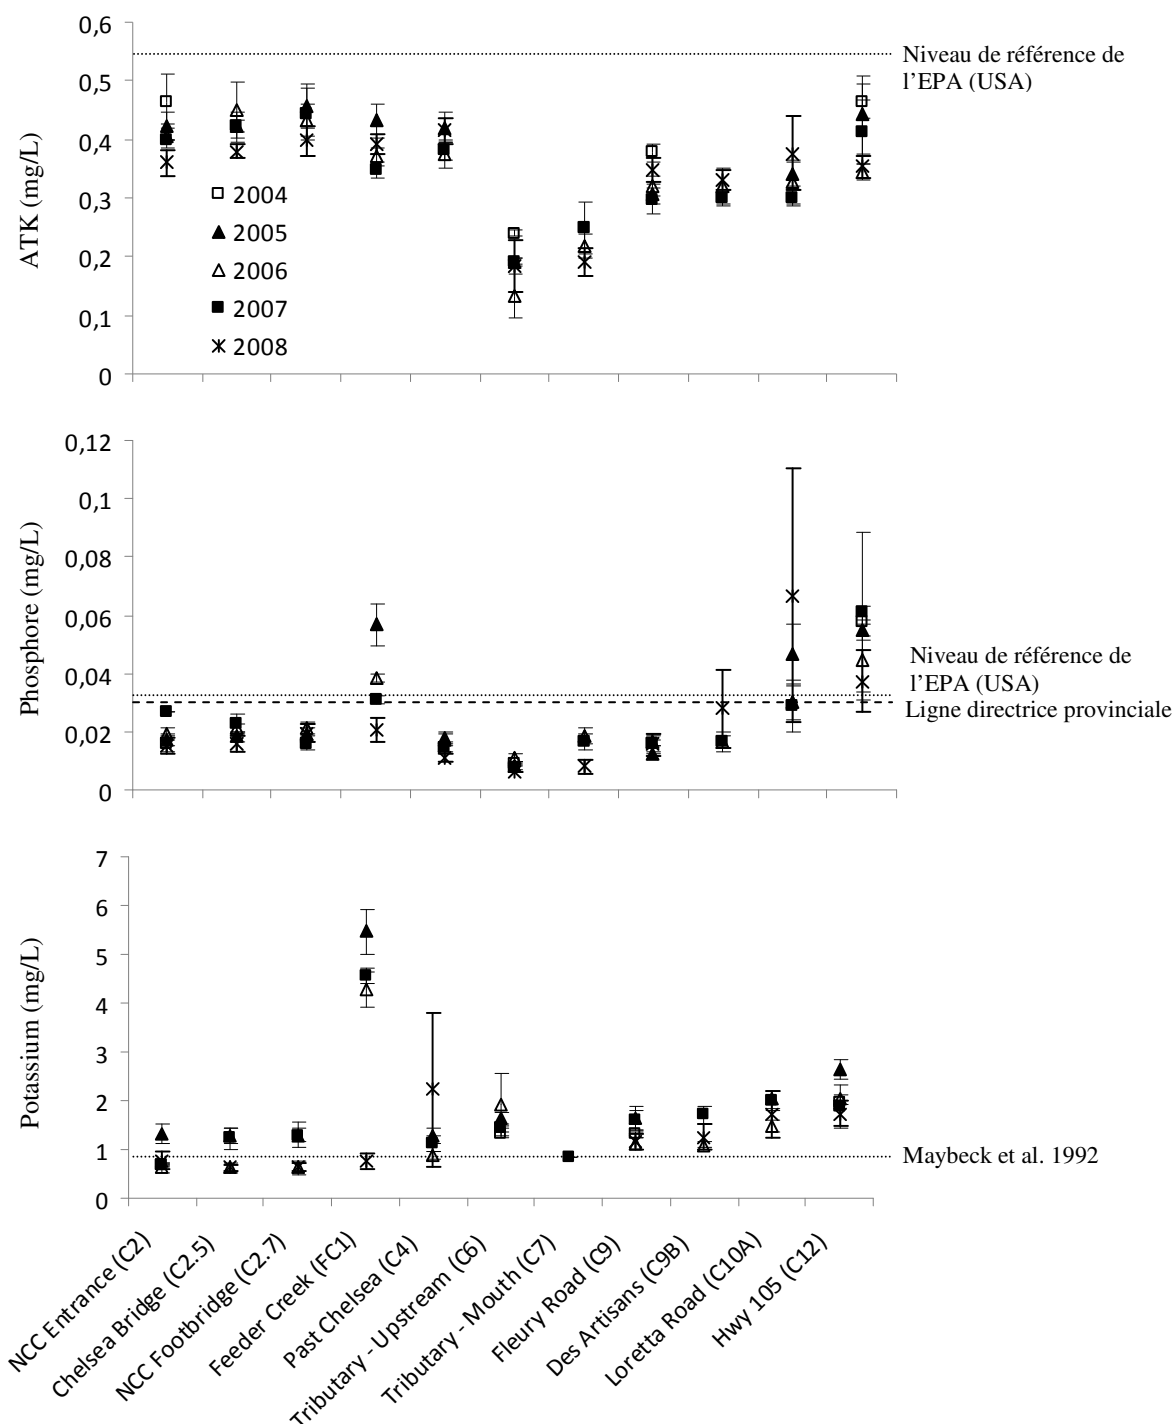 0,6
0,5
0,4
0,3
0,2
0,1
0
ATK (mg/L)
2004
2005
2006
2007
2008
Niveau de référence de
l'EPA (USA)
0,12
0,1
0,08
0,06
0,04
0,02
0
Phosphore (mg/L)
Niveau de référence de
l'EPA (USA)
Ligne directrice provinciale
7
6
5
4
3
2
1
0
Potassium (mg/L)
Maybeck et al. 1992
NCC Entrance (C2)
Chelsea Bridge (C2.5)
NCC Footbridge (C2.7)
Feeder Creek (FC1)
Past Chelsea (C4)
Tributary - Upstream (C6)
Tributary - Mouth (C7)
Fleury Road (C9)
Des Artisans (C9B)
Loretta Road (C10A)
Hwy 105 (C12)